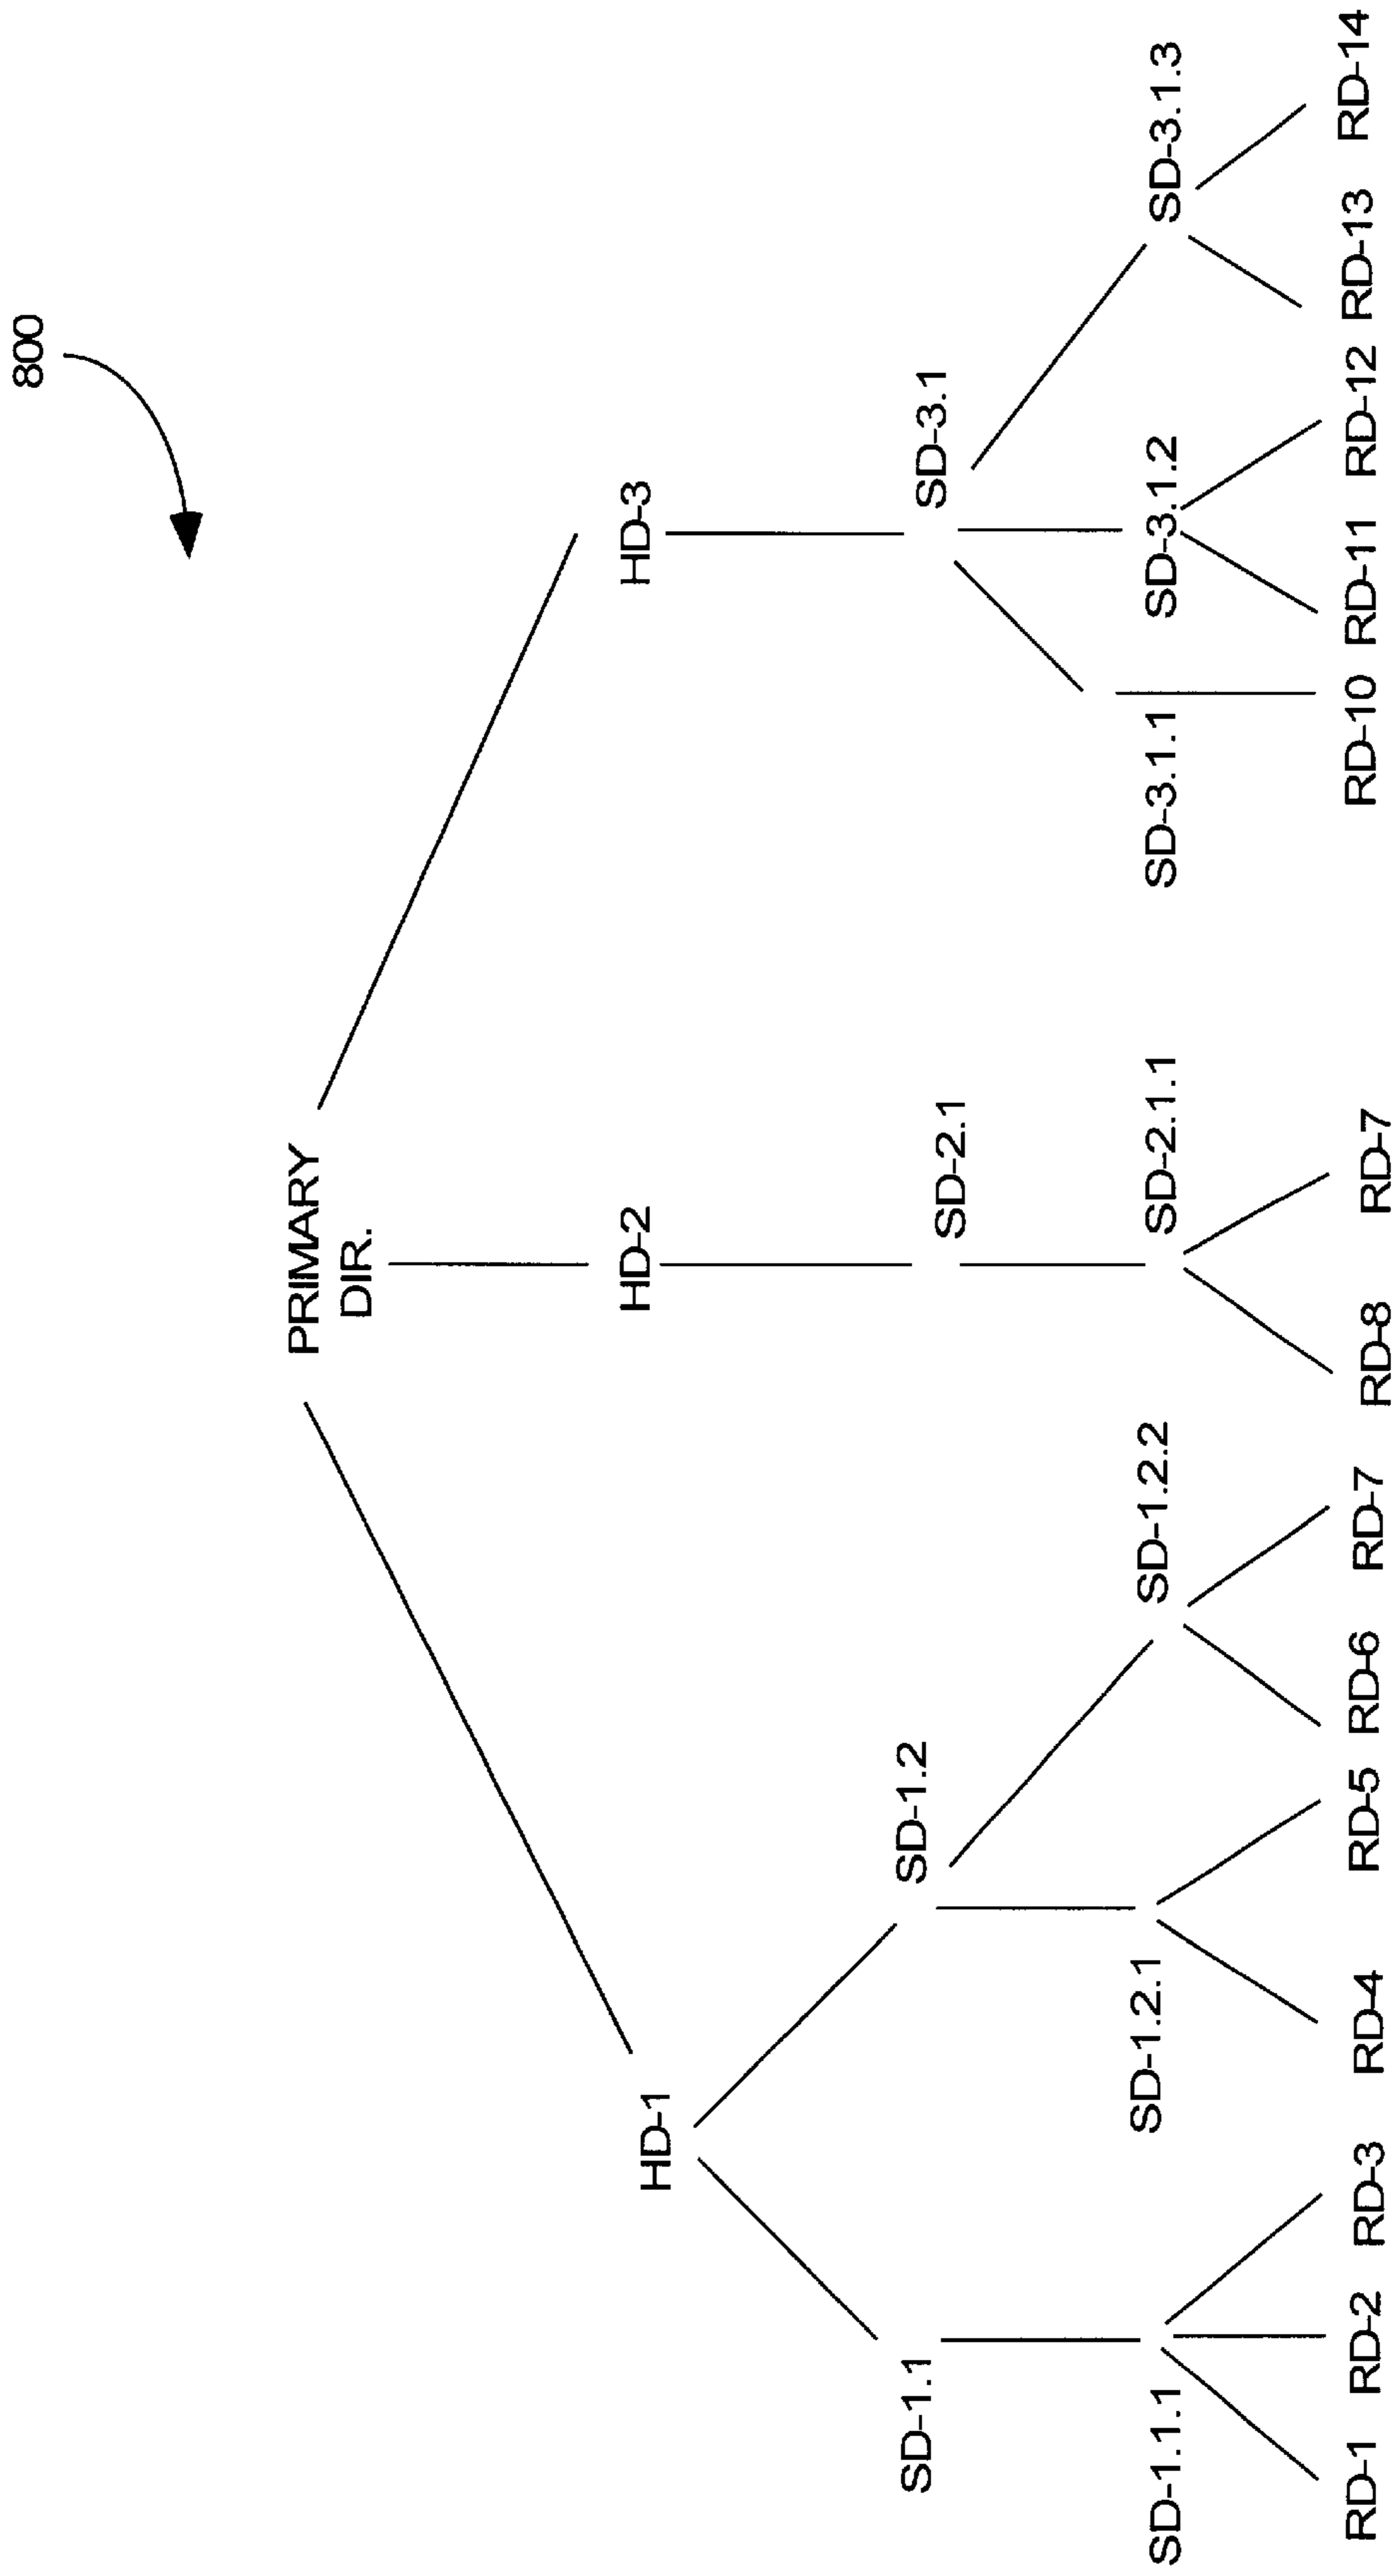 800
PRIMARY
DIR.
HD-1
HD-2
HD-3
SD-1.1
SD-1.2
SD-2.1
SD-3.1
SD-1.1.1
SD-1.2.1
SD-1.2.2
SD-2.1.1
SD-3.1.1
SD-3.1.2
SD-3.1.3
RD-1
RD-2
RD-3
RD-4
RD-5
RD-6
RD-7
RD-8
RD-7
RD-10
RD-11
RD-12
RD-13
RD-14